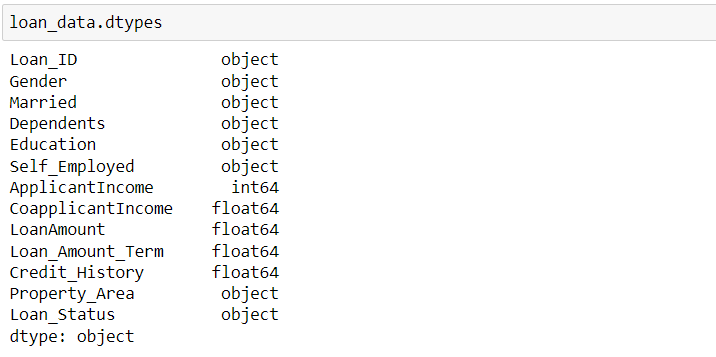 loan_data.dtypes
Loan_ID object
Gender object
Married object
Dependents object
Education object
Self_Employed object
ApplicantIncome int64
CoapplicantIncome float64
LoanAmount float64
Loan_Amount_Term float64
Credit_History float64
Property_Area object
Loan_Status object
dtype: object